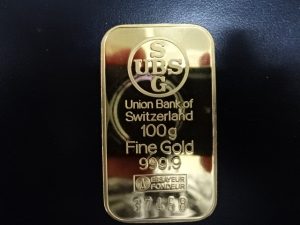 S
UBS
G
Union Bank of
Switzerland
100g
Fine Gold
999,9
ESSAYEUR
FONDEUR